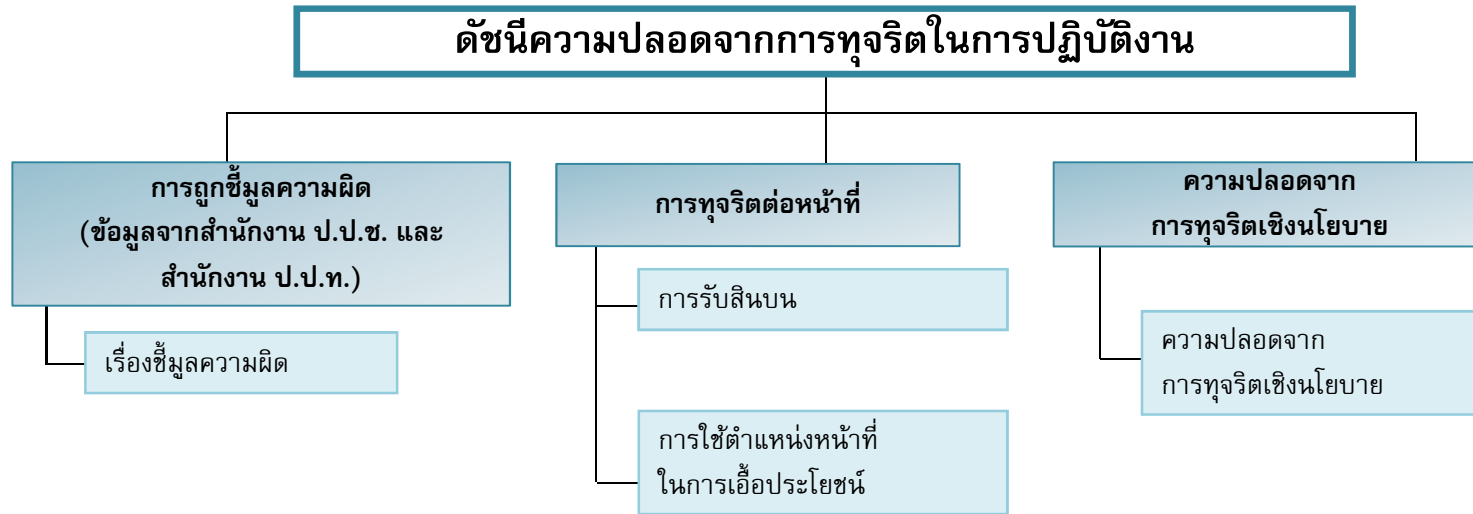 ดัชนีความปลอดจากการทุจริตในการปฏิบัติงาน
การถูกชี้มูลความผิด
(ข้อมูลจากสำนักงาน ป.ป.ช. และ
สำนักงาน ป.ป.ท.)
เรื่องชี้มูลความผิด
การทุจริตต่อหน้าที่
การรับสินบน
การใช้ตำแหน่งหน้าที่
ในการเอื้อประโยชน์
ความปลอดจาก
การทุจริตเชิงนโยบาย
ความปลอดจาก
การทุจริตเชิงนโยบาย